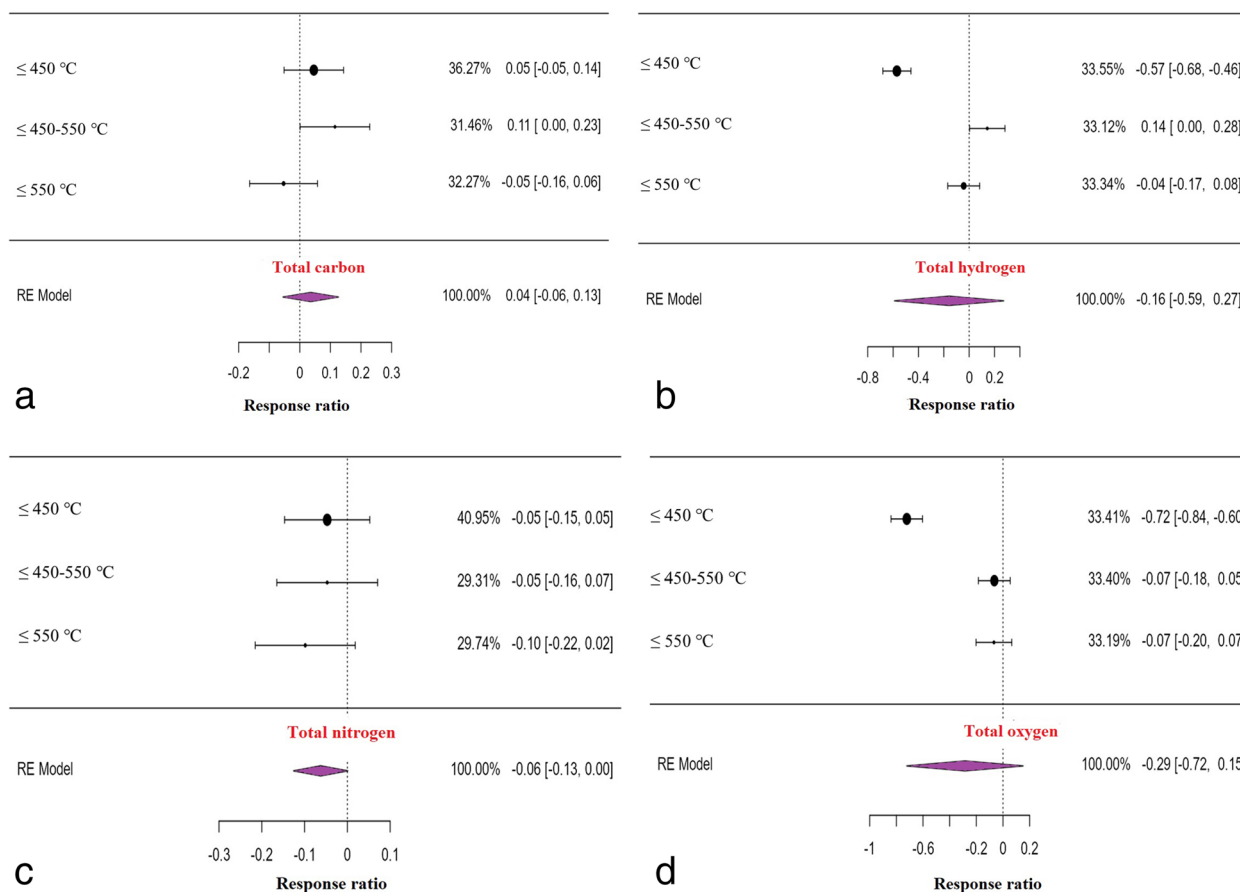 ≤ 450 °C 36.27% 0.05 [-0.05, 0.14]
≤ 450-550 °C 31.46% 0.11 [ 0.00, 0.23]
≤ 550 °C 32.27% -0.05 [-0.16, 0.06]
Total carbon
RE Model 100.00% 0.04 [-0.06, 0.13]
-0.2 0 0.1 0.2 0.3
a
Response ratio
≤ 450 °C 33.55% -0.57 [-0.68, -0.46]
≤ 450-550 °C 33.12% 0.14 [ 0.00, 0.28]
≤ 550 °C 33.34% -0.04 [-0.17, 0.08]
Total hydrogen
RE Model 100.00% -0.16 [-0.59, 0.27]
-0.8 -0.4 0 0.2
b
Response ratio
≤ 450 °C 40.95% -0.05 [-0.15, 0.05]
≤ 450-550 °C 29.31% -0.05 [-0.16, 0.07]
≤ 550 °C 29.74% -0.10 [-0.22, 0.02]
Total nitrogen
RE Model 100.00% -0.06 [-0.13, 0.00]
-0.3 -0.2 -0.1 0 0.1
c
Response ratio
≤ 450 °C 33.41% -0.72 [-0.84, -0.60
≤ 450-550 °C 33.40% -0.07 [-0.18, 0.05
≤ 550 °C 33.19% -0.07 [-0.20, 0.07
Total oxygen
RE Model 100.00% -0.29 [-0.72, 0.15
-1 -0.6 -0.2 0 0.2
d
Response ratio